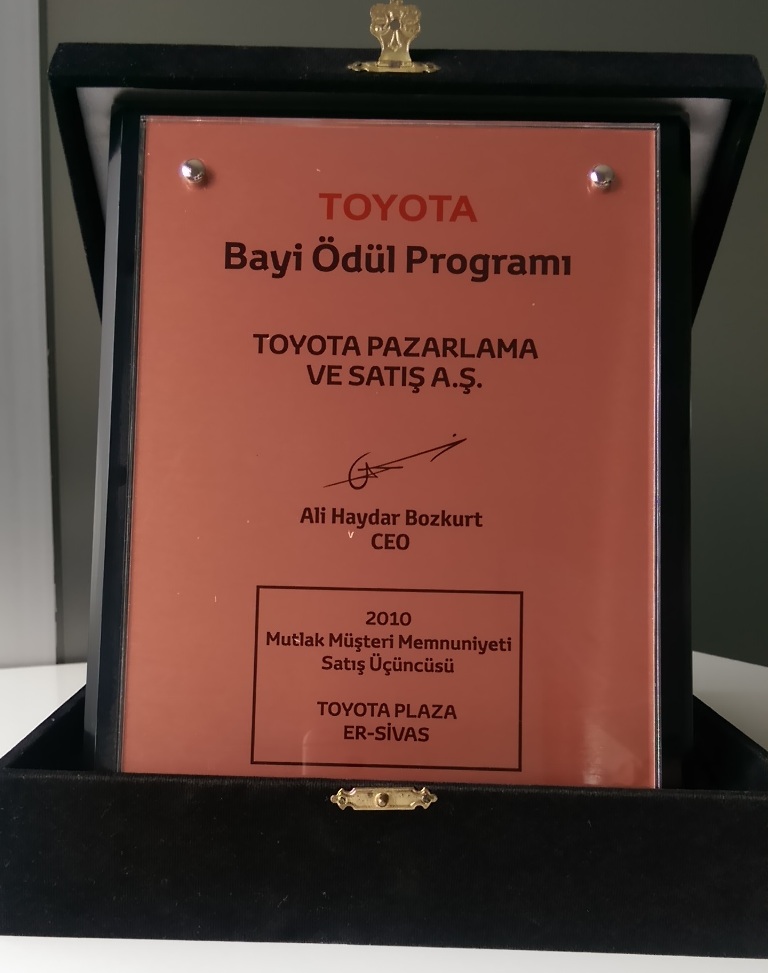 TOYOTA
Bayi Ödül Programı
TOYOTA PAZARLAMA
VE SATIŞ A.Ş.
Ali Haydar Bozkurt
CEO
2010
Mutlak Müşteri Memnuniyeti
Satış Üçüncüsü
TOYOTA PLAZA
ER-SİVAS